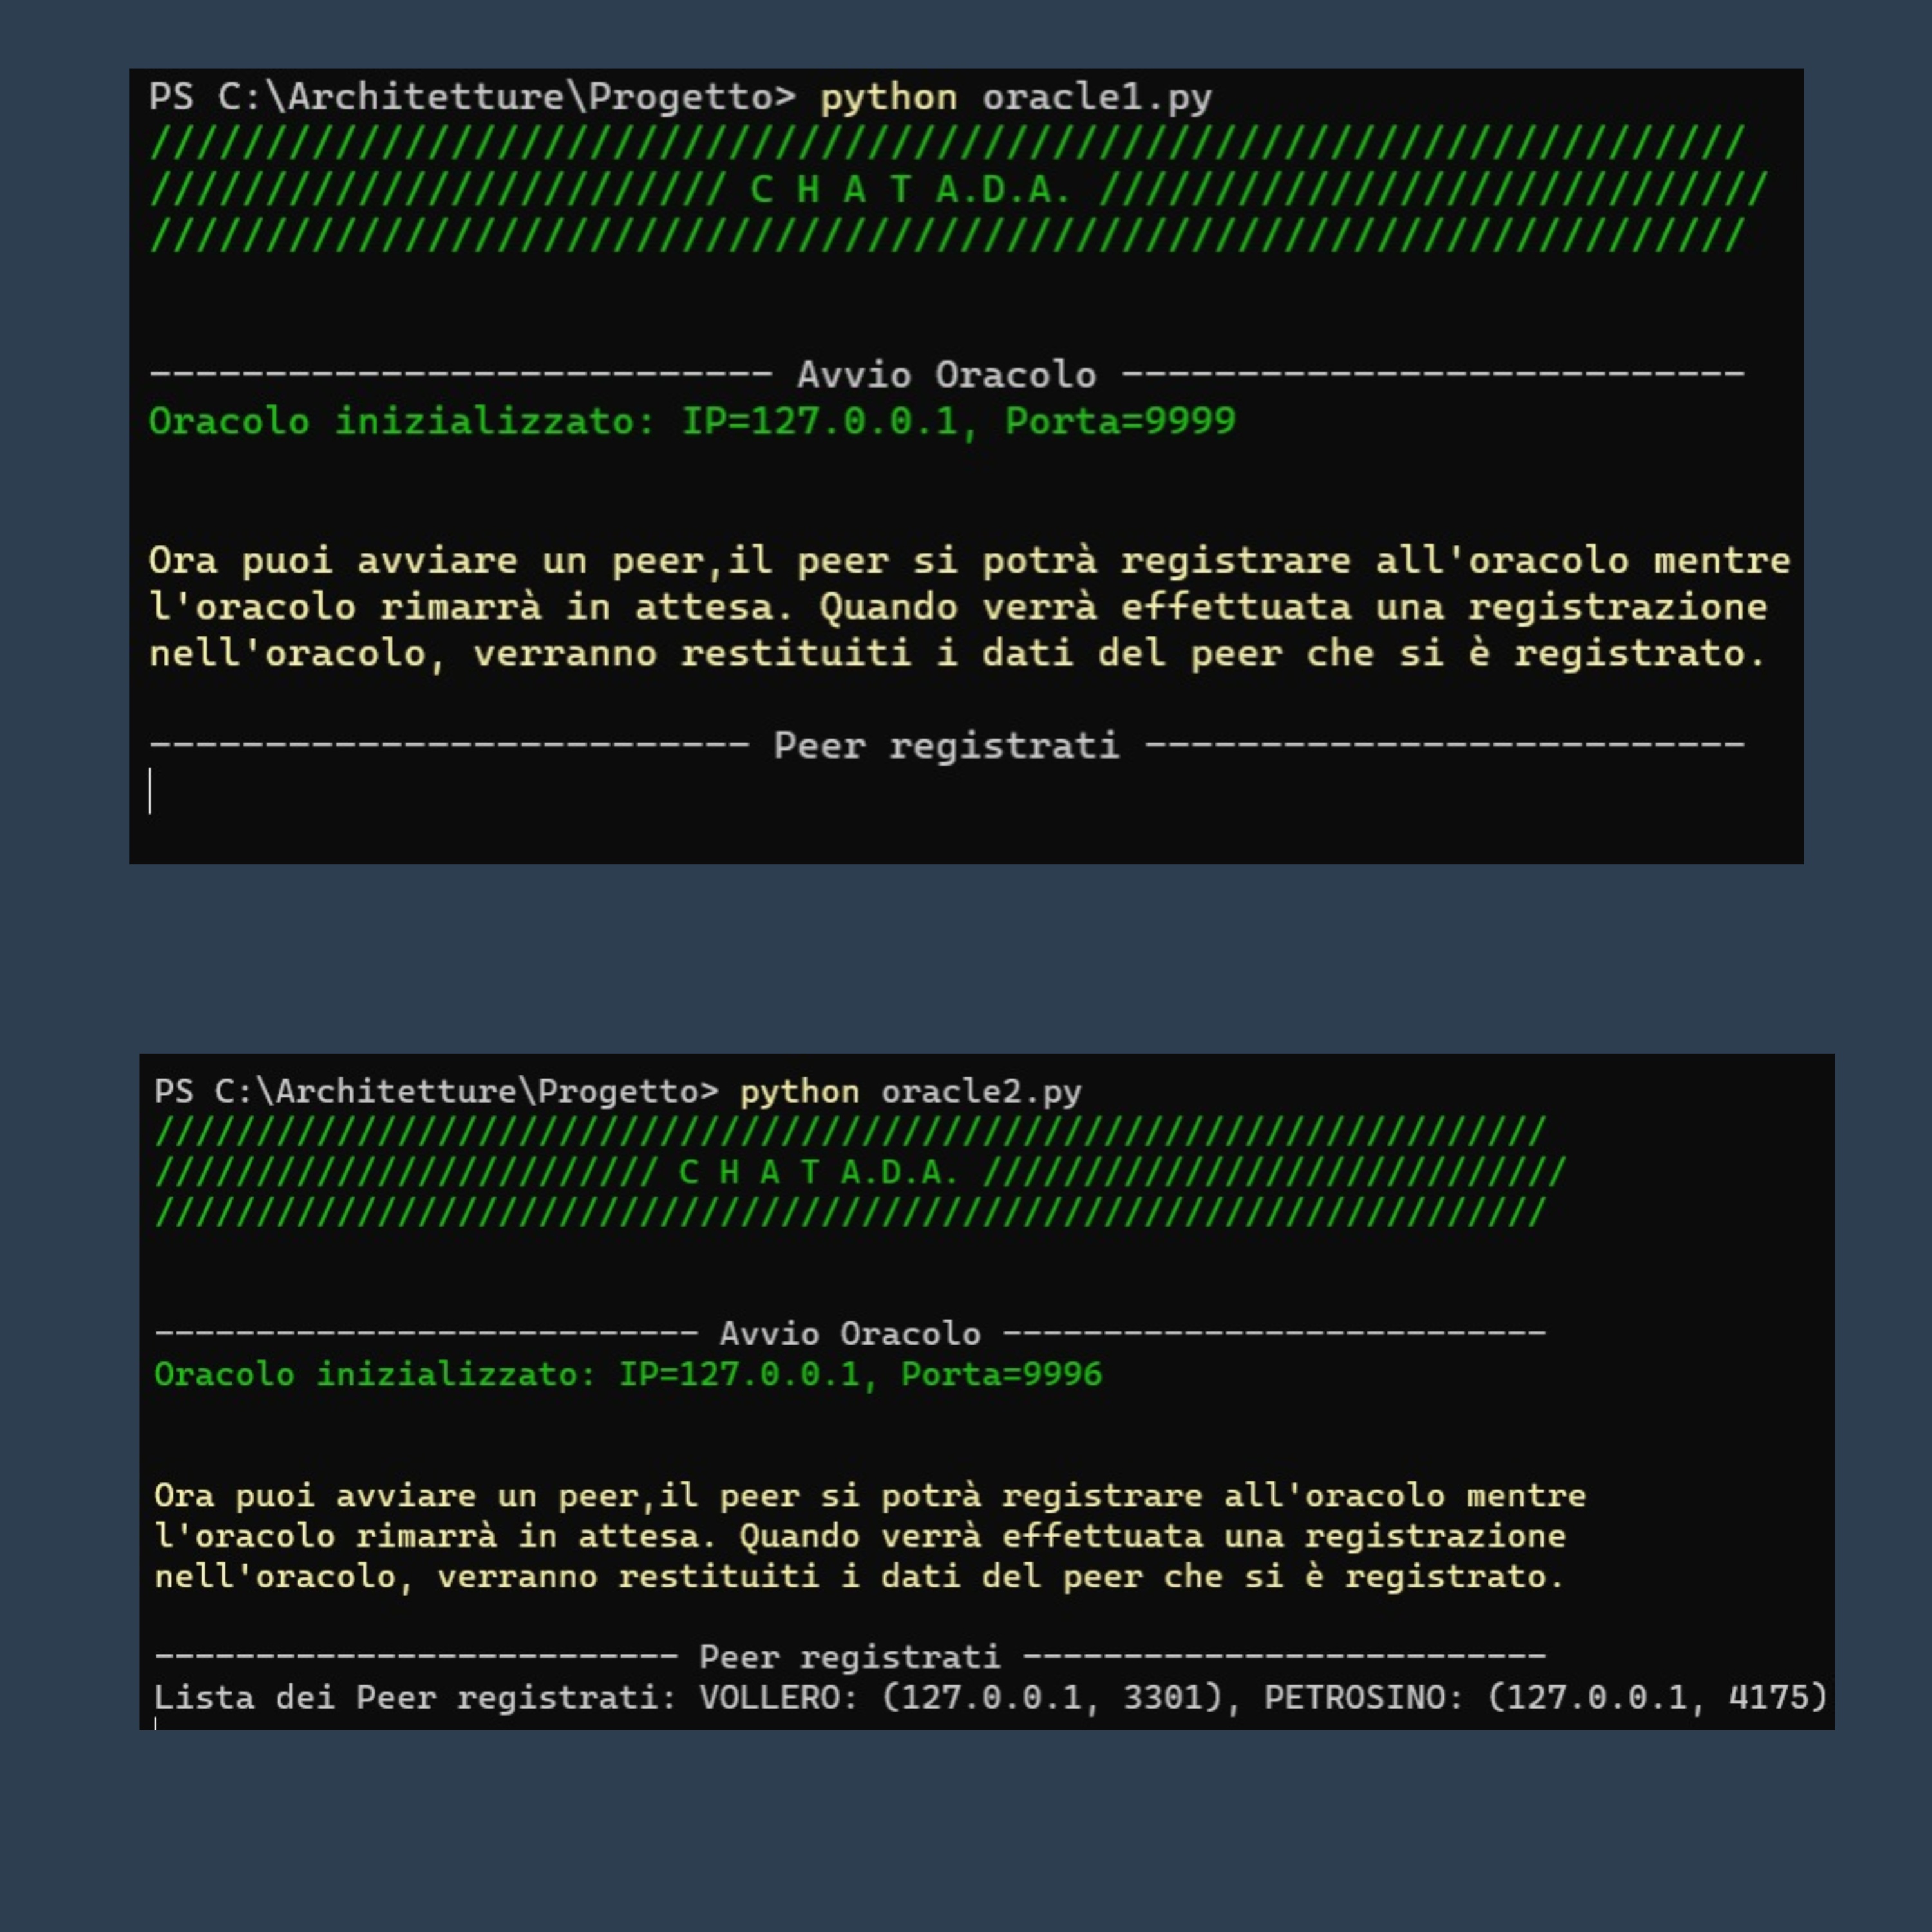 PS C:\Architetture\Progetto> python oracle1.py
/////////////////////////////////////////////////////////////////////
///////////////////////// C H A T A.D.A. /////////////////////////////
/////////////////////////////////////////////////////////////////////
--------------------------- Avvio Oracolo ---------------------------
Oracolo inizializzato: IP=127.0.0.1, Porta=9999
Ora puoi avviare un peer,il peer si potrà registrare all'oracolo mentre
l'oracolo rimarrà in attesa. Quando verrà effettuata una registrazione
nell'oracolo, verranno restituiti i dati del peer che si è registrato.
-------------------------- Peer registrati --------------------------
PS C:\Architetture\Progetto> python oracle2.py
/////////////////////////////////////////////////////////////////////
///////////////////////// C H A T A.D.A. /////////////////////////////
/////////////////////////////////////////////////////////////////////
--------------------------- Avvio Oracolo ---------------------------
Oracolo inizializzato: IP=127.0.0.1, Porta=9996
Ora puoi avviare un peer,il peer si potrà registrare all'oracolo mentre
l'oracolo rimarrà in attesa. Quando verrà effettuata una registrazione
nell'oracolo, verranno restituiti i dati del peer che si è registrato.
-------------------------- Peer registrati --------------------------
Lista dei Peer registrati: VOLLERO: (127.0.0.1, 3301), PETROSINO: (127.0.0.1, 4175)